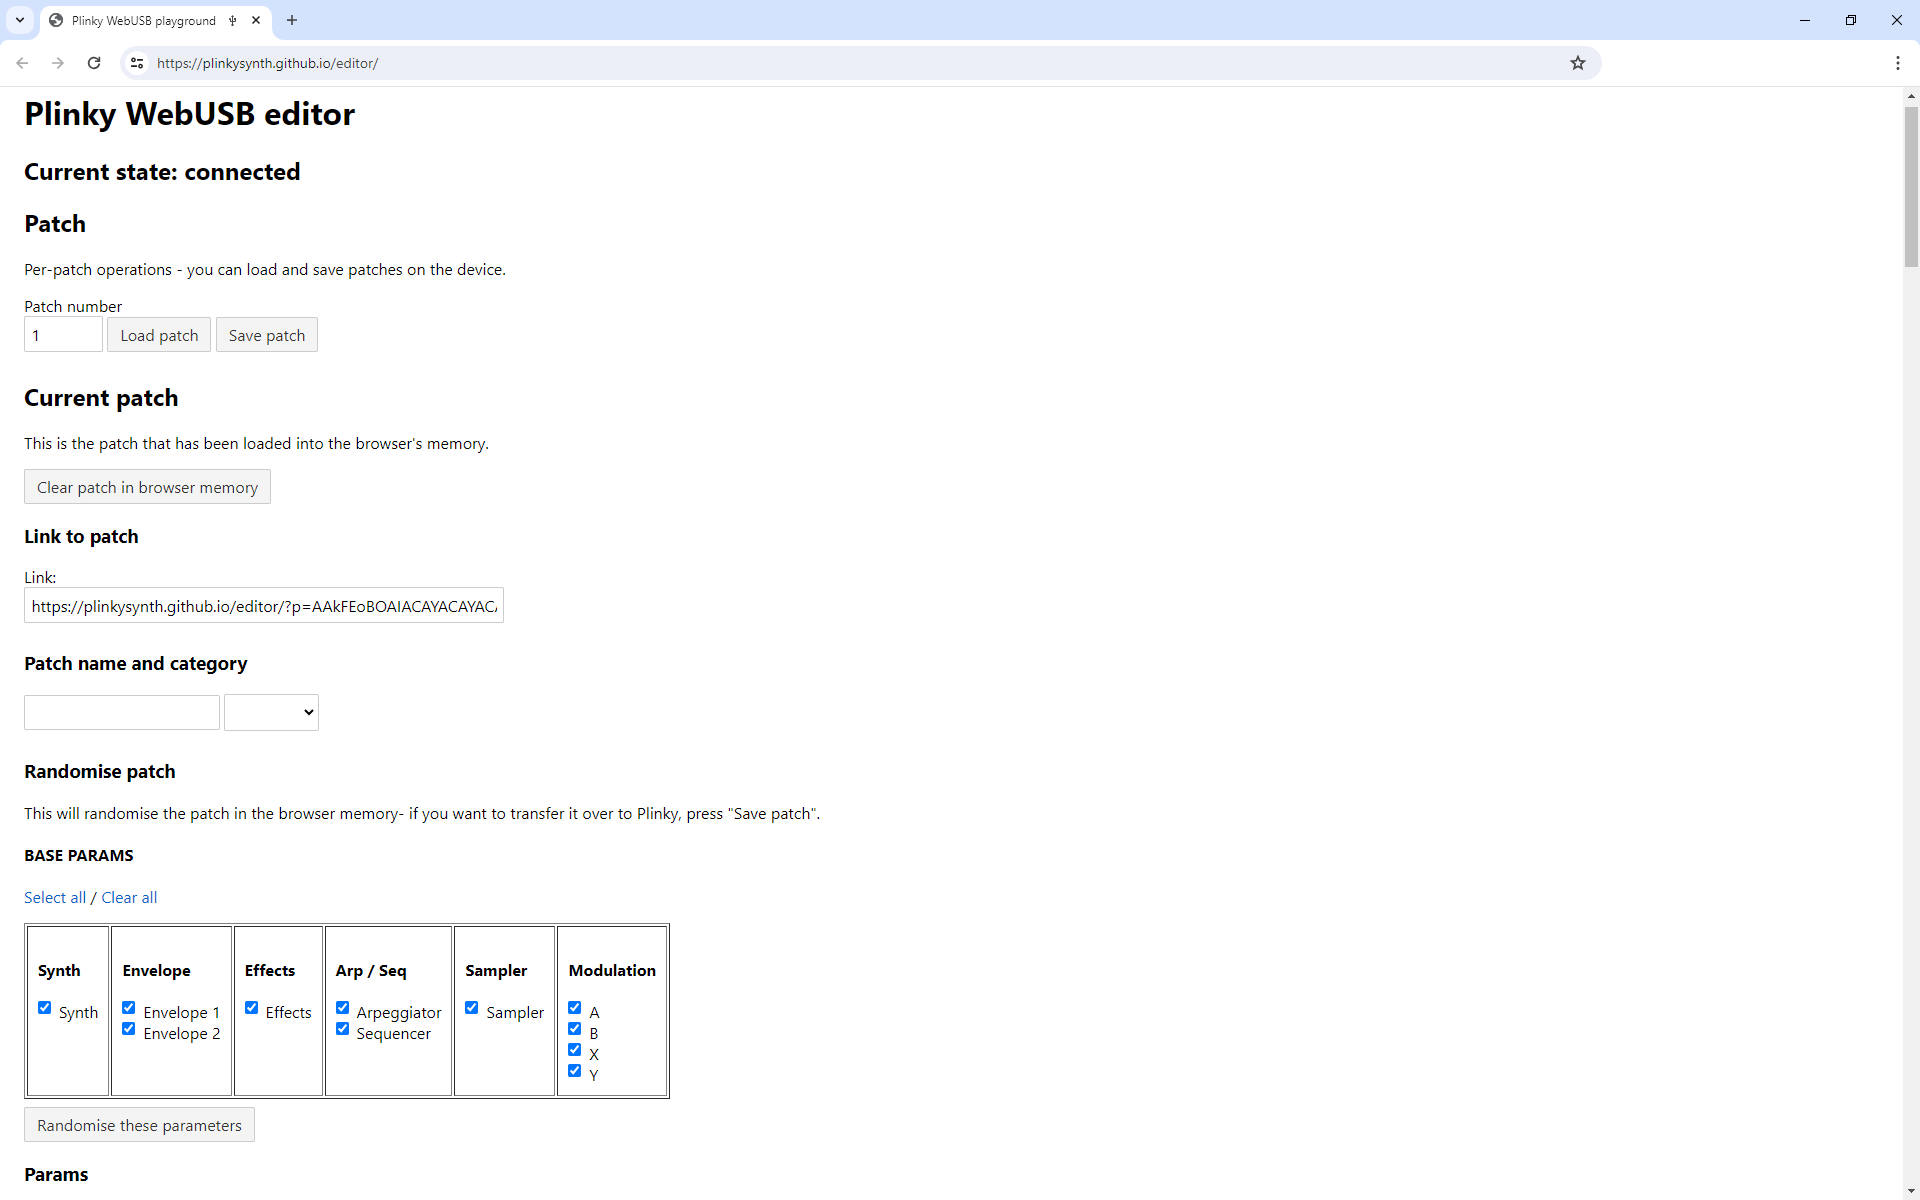 Plinky WebUSB playground
https://plinkysynth.github.io/editor/
Plinky WebUSB editor
Current state: connected
Patch
Per-patch operations - you can load and save patches on the device.
Patch number
1 Load patch Save patch
Current patch
This is the patch that has been loaded into the browser's memory.
Clear patch in browser memory
Link to patch
Link:
https://plinkysynth.github.io/editor/?p=AAkFEoBOAIACAYACAYAC
Patch name and category
Randomise patch
This will randomise the patch in the browser memory- if you want to transfer it over to Plinky, press "Save patch".
BASE PARAMS
Select all / Clear all
Synth Envelope Effects Arp / Seq Sampler Modulation
Synth Envelope 1 Effects Arpeggiator Sampler A
Envelope 2 Sequencer B
X
Y
Randomise these parameters
Params